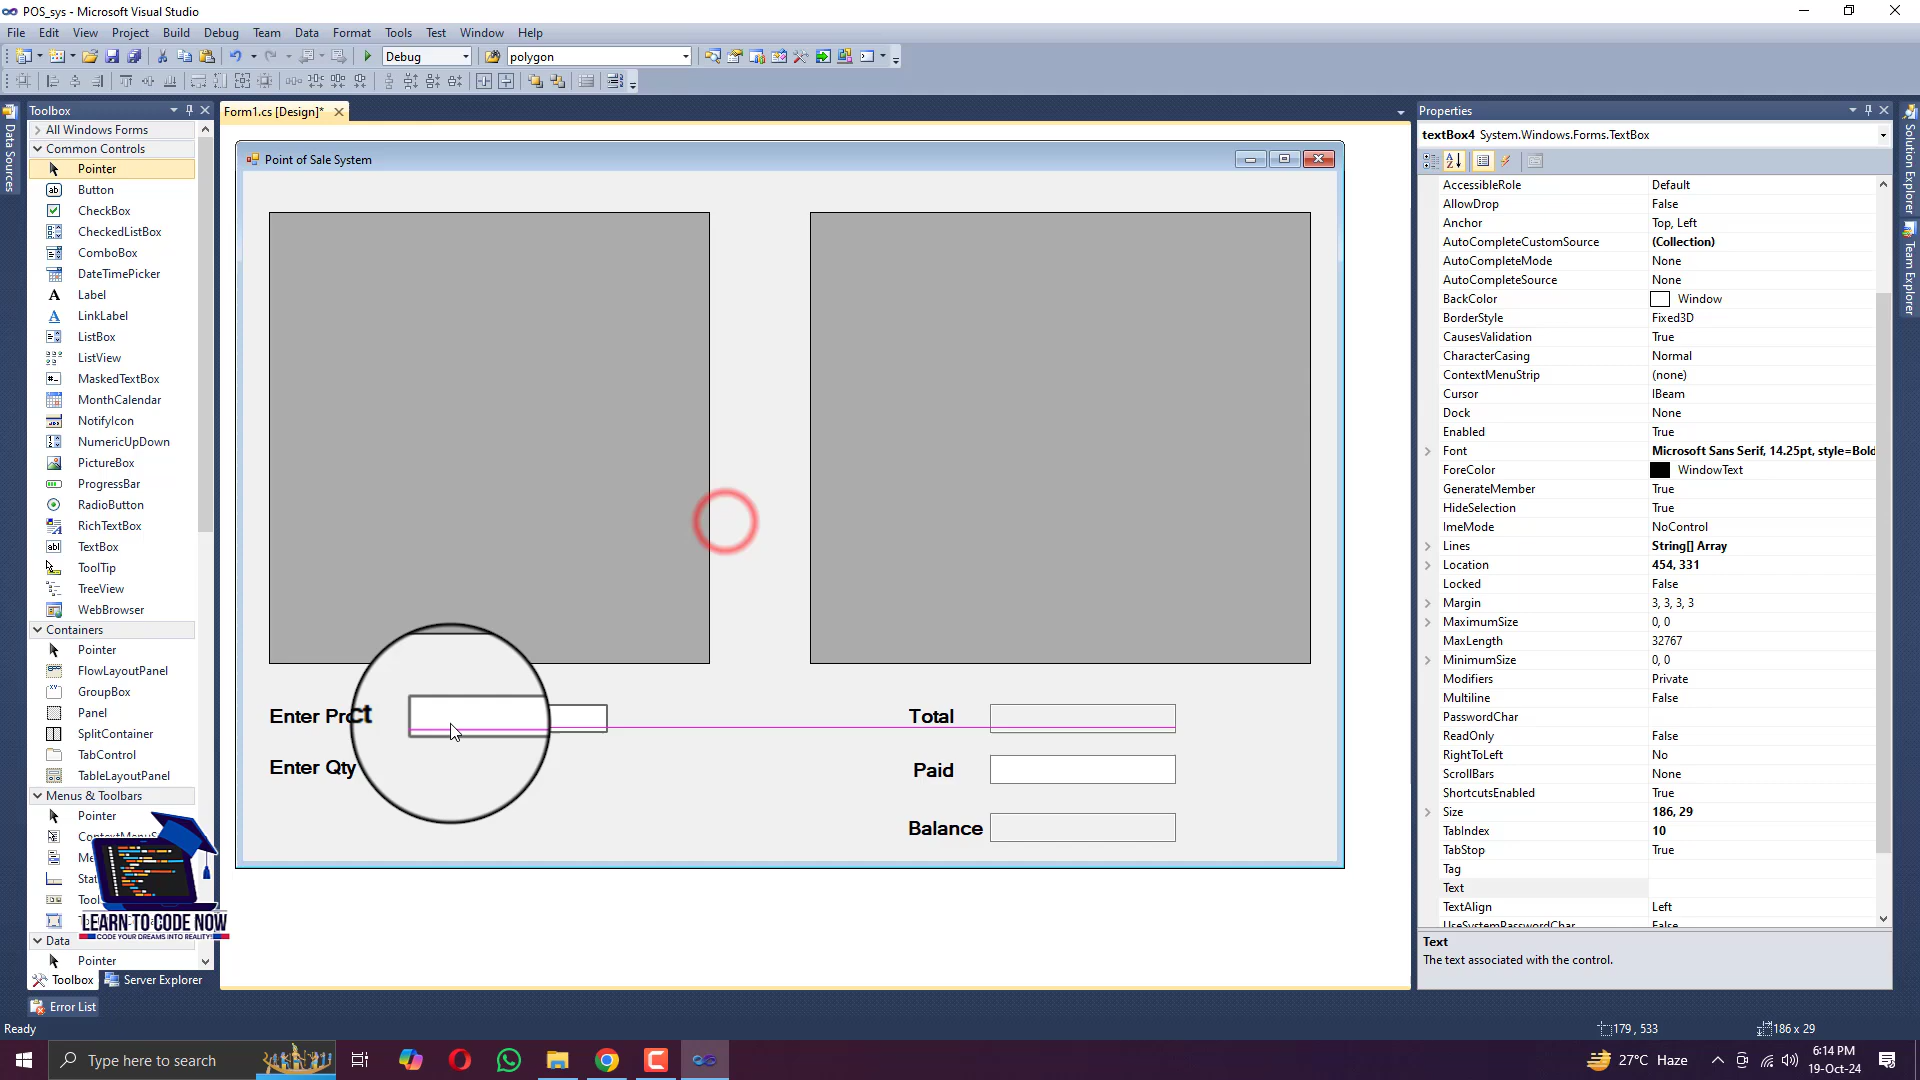 POS_sys - Microsoft Visual Studio
File Edit View Project Build Debug Team Data Format Tools Test Window Help
Debug polygon
Toolbox
Form1.cs [Design]*
Properties
Data Sources
Solution Explorer
Team Explorer
All Windows Forms
Common Controls
Pointer
Button
CheckBox
CheckedListBox
ComboBox
DateTimePicker
Label
LinkLabel
ListBox
ListView
MaskedTextBox
MonthCalendar
NotifyIcon
NumericUpDown
PictureBox
ProgressBar
RadioButton
RichTextBox
TextBox
ToolTip
TreeView
WebBrowser
Containers
Pointer
FlowLayoutPanel
GroupBox
Panel
SplitContainer
TabControl
TableLayoutPanel
Menus & Toolbars
Pointer
LEARN TO CODE NOW
CODE YOUR DREAMS INTO REALITY!
Data
Pointer
Toolbox Server Explorer
Error List
Point of Sale System
Enter Qty
Total
Paid
Balance
textBox4 System.Windows.Forms.TextBox
AccessibleRole Default
AllowDrop False
Anchor Top, Left
AutoCompleteCustomSource (Collection)
AutoCompleteMode None
AutoCompleteSource None
BackColor Window
BorderStyle Fixed3D
CausesValidation True
CharacterCasing Normal
ContextMenuStrip (none)
Cursor IBeam
Dock None
Enabled True
Font Microsoft Sans Serif, 14.25pt, style=Bold
ForeColor WindowText
GenerateMember True
HideSelection True
ImeMode NoControl
Lines String[] Array
Location 454, 331
Locked False
Margin 3, 3, 3, 3
MaximumSize 0, 0
MaxLength 32767
MinimumSize 0, 0
Modifiers Private
Multiline False
PasswordChar
ReadOnly False
RightToLeft No
ScrollBars None
ShortcutsEnabled True
Size 186, 29
TabIndex 10
TabStop True
Tag
Text
TextAlign Left
UseSystemPasswordChar False
Text
The text associated with the control.
Ready
179 , 533
186 x 29
Type here to search
27°C Haze
6:14 PM
19-Oct-24